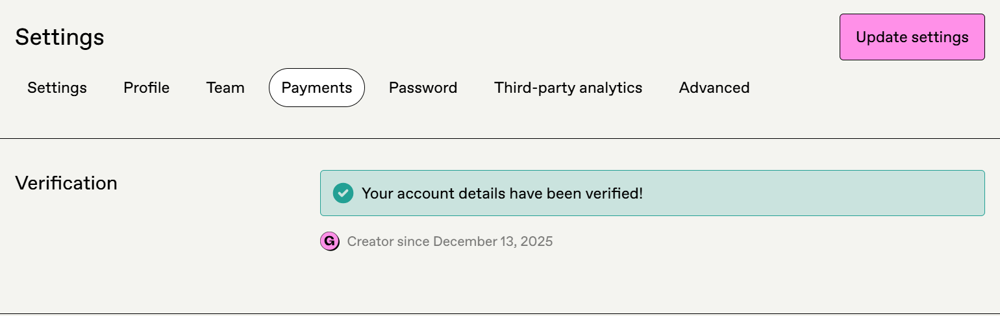 Settings
Update settings
Settings Profile Team Payments Password Third-party analytics Advanced
Verification
Your account details have been verified!
G Creator since December 13, 2025